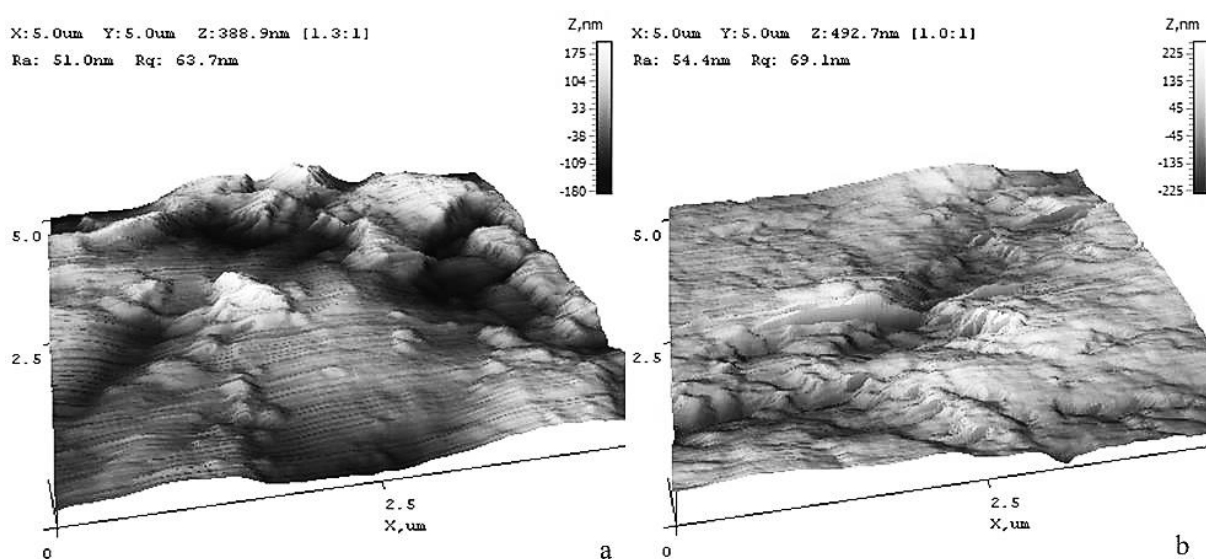 X:5.0um Y:5.0um Z:388.9nm [1.3:1]
Ra: 51.0nm Rq: 63.7nm
Z,nm
175
104
33
-38
-109
-180
5.0
2.5
0
2.5
X,um
a
X:5.0um Y:5.0um Z:492.7nm [1.0:1]
Ra: 54.4nm Rq: 69.1nm
Z,nm
225
135
45
-45
-135
-225
5.0
2.5
0
2.5
X,um
b